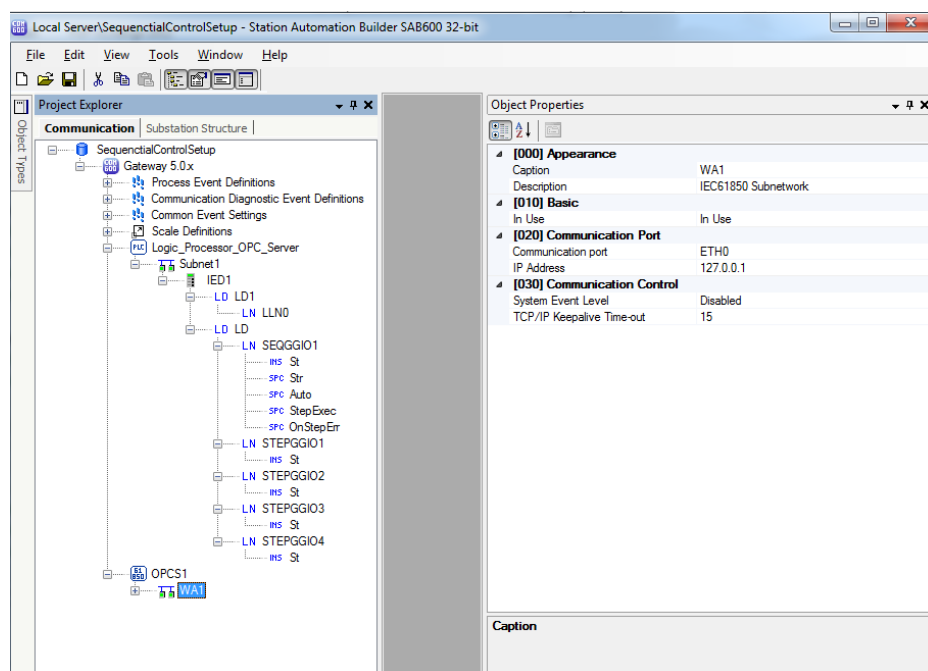 Local Server\SequenctialControlSetup - Station Automation Builder SAB600 32-bit
File Edit View Tools Window Help
Object Types
Project Explorer
Communication Substation Structure
SequenctialControlSetup
Gateway 5.0.x
Process Event Definitions
Communication Diagnostic Event Definitions
Common Event Settings
Scale Definitions
PLC Logic_Processor_OPC_Server
Subnet1
IED1
LD LD1
LN LLN0
LD LD
LN SEQGGIO1
INS St
SPC Str
SPC Auto
SPC StepExec
SPC OnStepErr
LN STEPGGIO1
INS St
LN STEPGGIO2
INS St
LN STEPGGIO3
INS St
LN STEPGGIO4
INS St
61 850 OPCS1
WA1
Object Properties
[000] Appearance
Caption WA1
Description IEC61850 Subnetwork
[010] Basic
In Use In Use
[020] Communication Port
Communication port ETH0
IP Address 127.0.0.1
[030] Communication Control
System Event Level Disabled
TCP/IP Keepalive Time-out 15
Caption